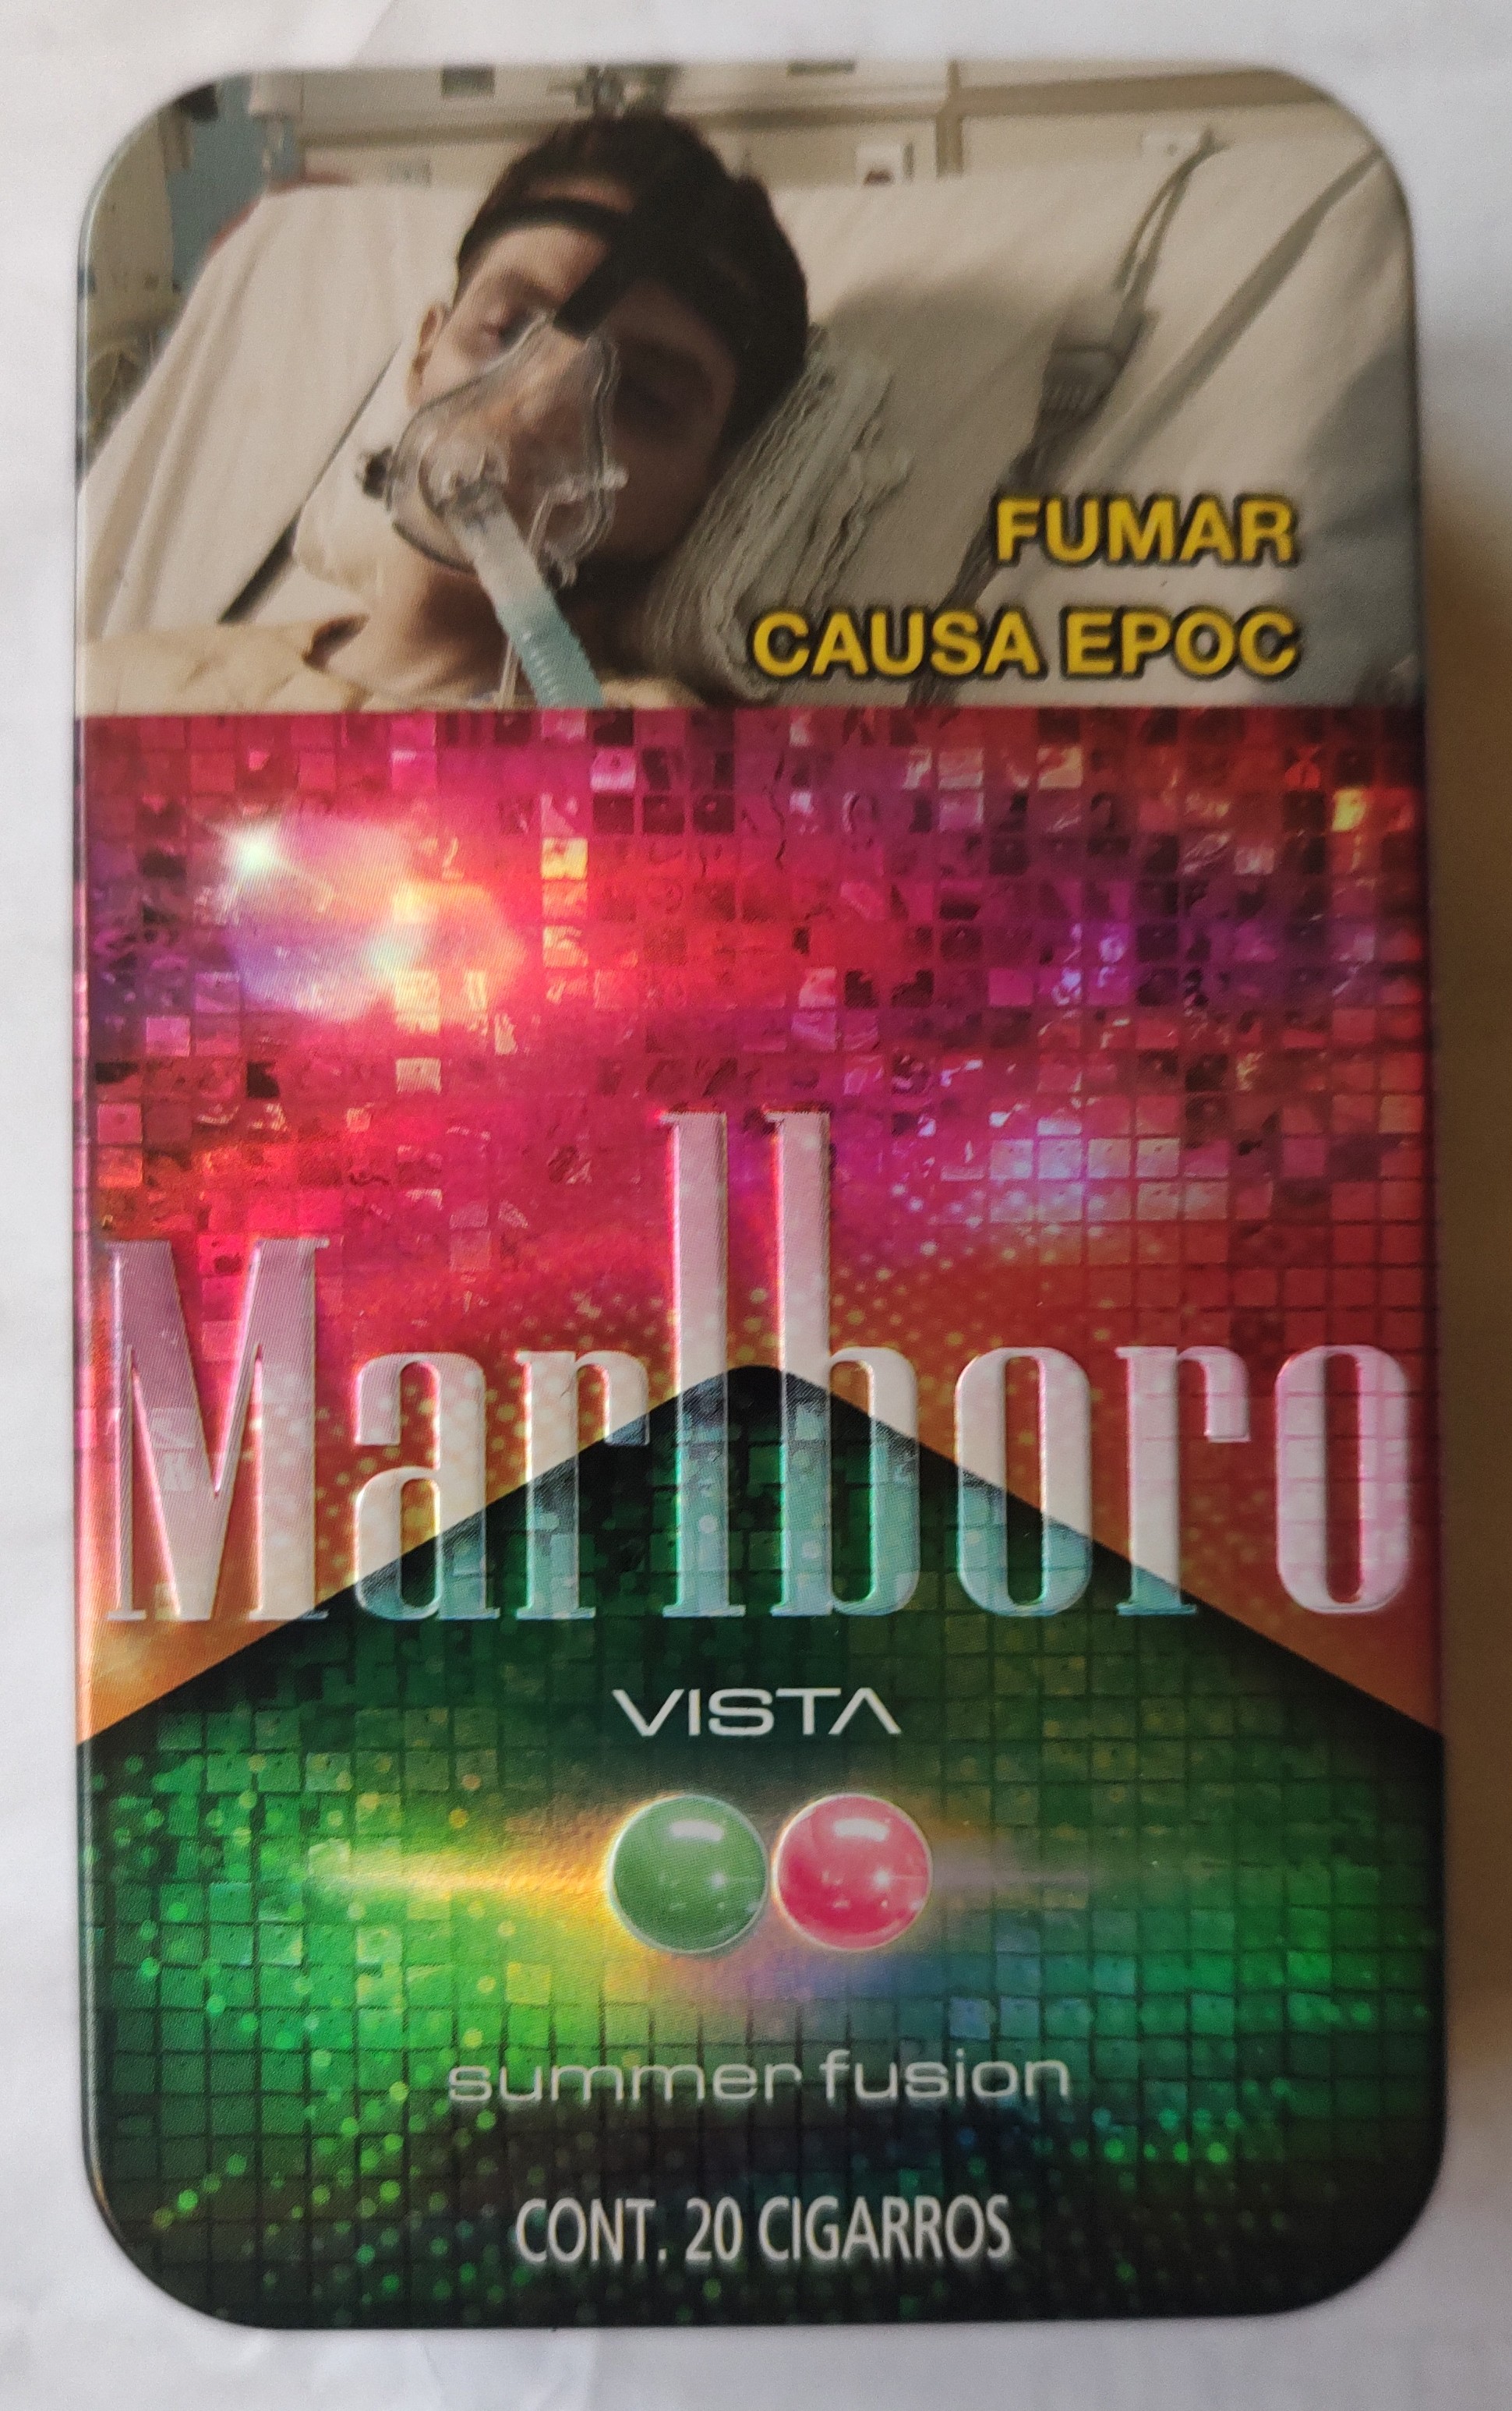 FUMAR
CAUSA EPOC
Marlboro
VISTA
summer fusion
CONT. 20 CIGARROS